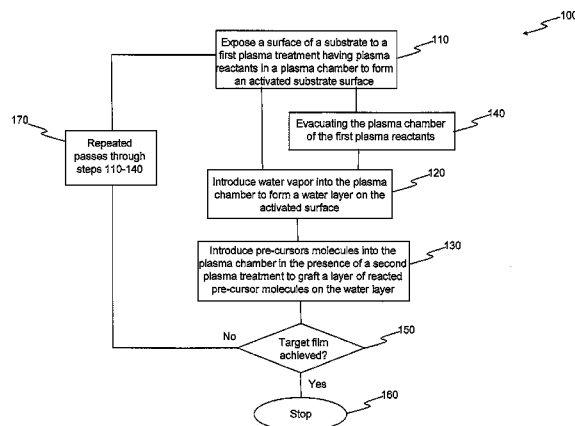 100
Expose a surface of a substrate to a
first plasma treatment having plasma
reactants in a plasma chamber to form
an activated substrate surface
110
140
Evacuating the plasma chamber
of the first plasma reactants
170
Repeated
passes through
steps 110-140
120
Introduce water vapor into the plasma
chamber to form a water layer on the
activated surface
130
Introduce pre-cursors molecules into the
plasma chamber in the presence of a second
plasma treatment to graft a layer of reacted
pre-cursor molecules on the water layer
No
Target film
achieved?
150
Yes
Stop
160